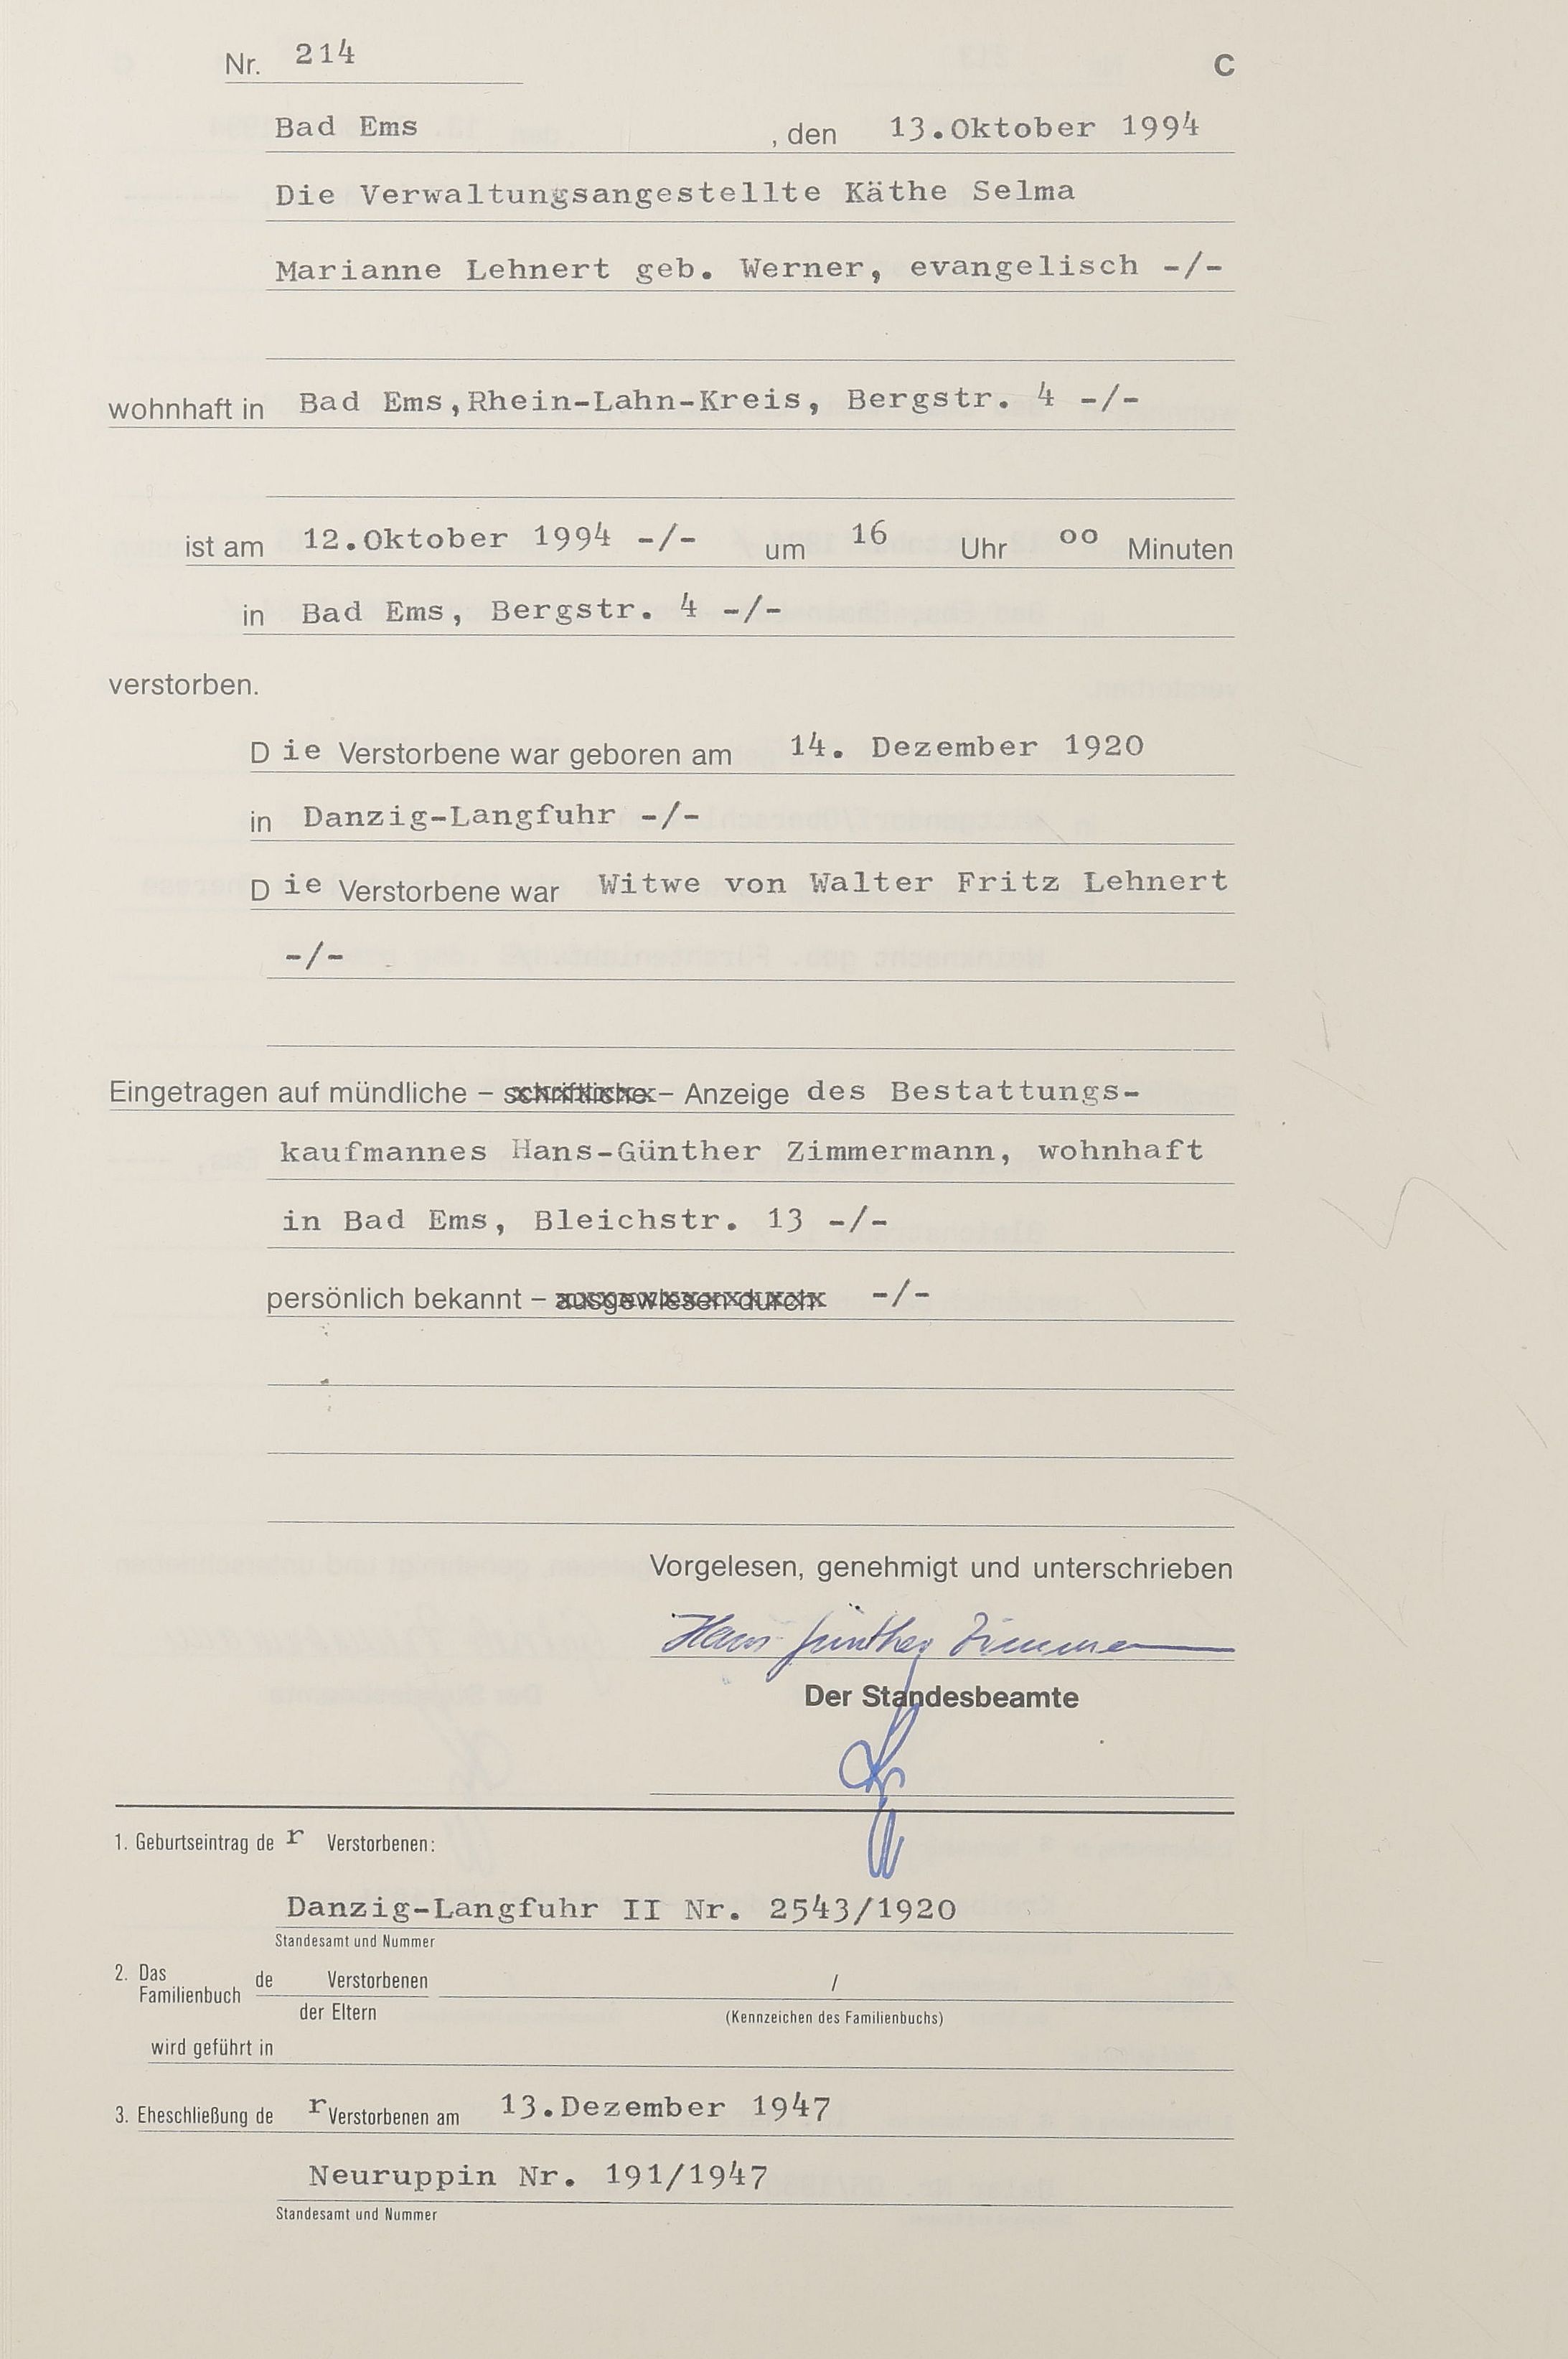 Nr. 214 C
Bad Ems , den 13.Oktober 1994
Die Verwaltungsangestellte Käthe Selma
Marianne Lehnert geb. Werner, evangelisch -/-
wohnhaft in Bad Ems,Rhein-Lahn-Kreis, Bergstr. 4 -/-
ist am 12.Oktober 1994 -/- um 16 Uhr oo Minuten
in Bad Ems, Bergstr. 4 -/-
verstorben.
Die Verstorbene war geboren am 14. Dezember 1920
in Danzig-Langfuhr -/-
Die Verstorbene war Witwe von Walter Fritz Lehnert
-/-
Eingetragen auf mündliche – schriftliche – Anzeige des Bestattungs-
kaufmannes Hans-Günther Zimmermann, wohnhaft
in Bad Ems, Bleichstr. 13 -/-
persönlich bekannt – ausgewiesen durch -/-
Vorgelesen, genehmigt und unterschrieben
Hans-Günther Zimmermann
Der Standesbeamte
1. Geburtseintrag de r Verstorbenen:
Danzig-Langfuhr II Nr. 2543/1920
Standesamt und Nummer
2. Das Familienbuch de Verstorbenen /
der Eltern (Kennzeichen des Familienbuchs)
wird geführt in
3. Eheschließung de r Verstorbenen am 13.Dezember 1947
Neuruppin Nr. 191/1947
Standesamt und Nummer